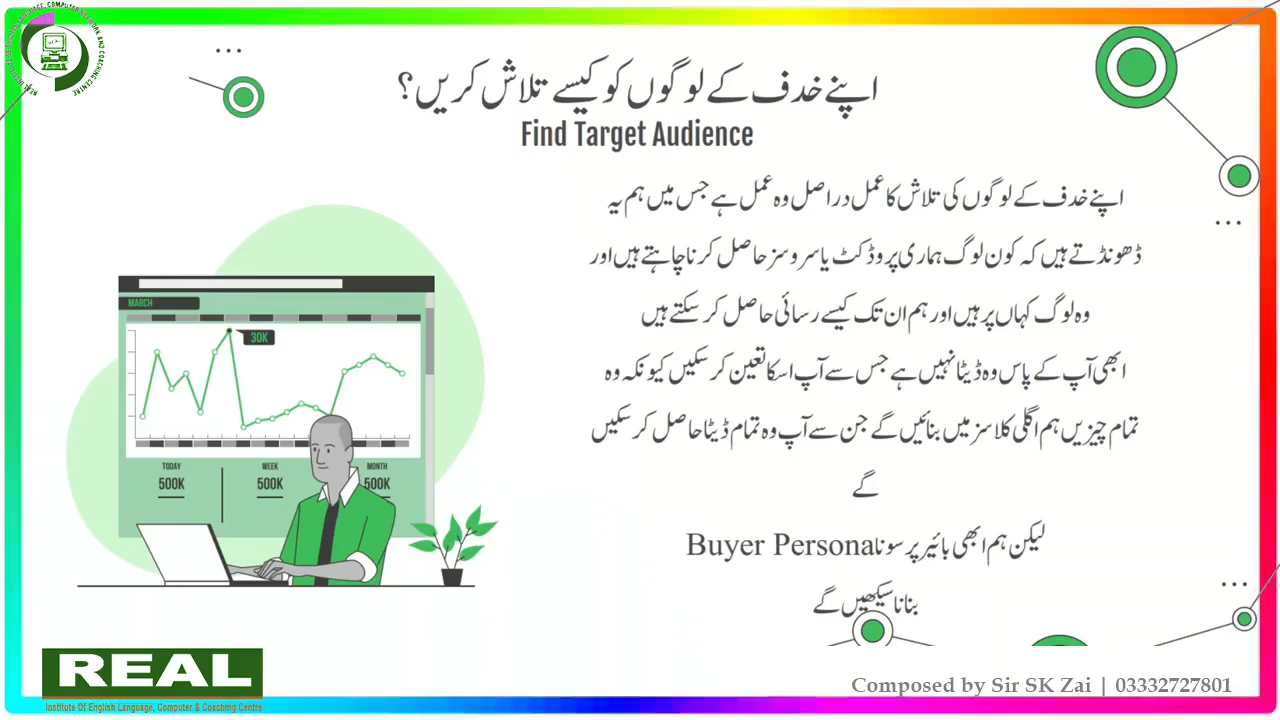 اپنے خدف کے لوگوں کو کیسے تلاش کریں؟
Find Target Audience
اپنے خدف کے لوگوں کی تلاش کا عمل دراصل وہ عمل ہے جس میں ہم یہ
ڈھونڈتے ہیں کہ کون لوگ ہماری پروڈکٹ یا سروسز حاصل کرنا چاہتے ہیں اور
وہ لوگ کہاں پر ہیں اور ہم ان تک کیسے رسائی حاصل کر سکتے ہیں
ابھی آپ کے پاس وہ ڈیٹا نہیں ہے جس سے آپ اسکا تعین کر سکیں کیونکہ وہ
تمام چیزیں ہم اگلی کلاسز میں بنائیں گے جن سے آپ وہ تمام ڈیٹا حاصل کر سکیں
گے
لیکن ہم ابھی بائیر پرسونا Buyer Persona
بنانا سیکھیں گے
MARCH
30K
TODAY WEEK MONTH
500K 500K 500K
REAL
Institute Of English Language, Computer & Coaching Centre
Composed by Sir SK Zai | 03332727801